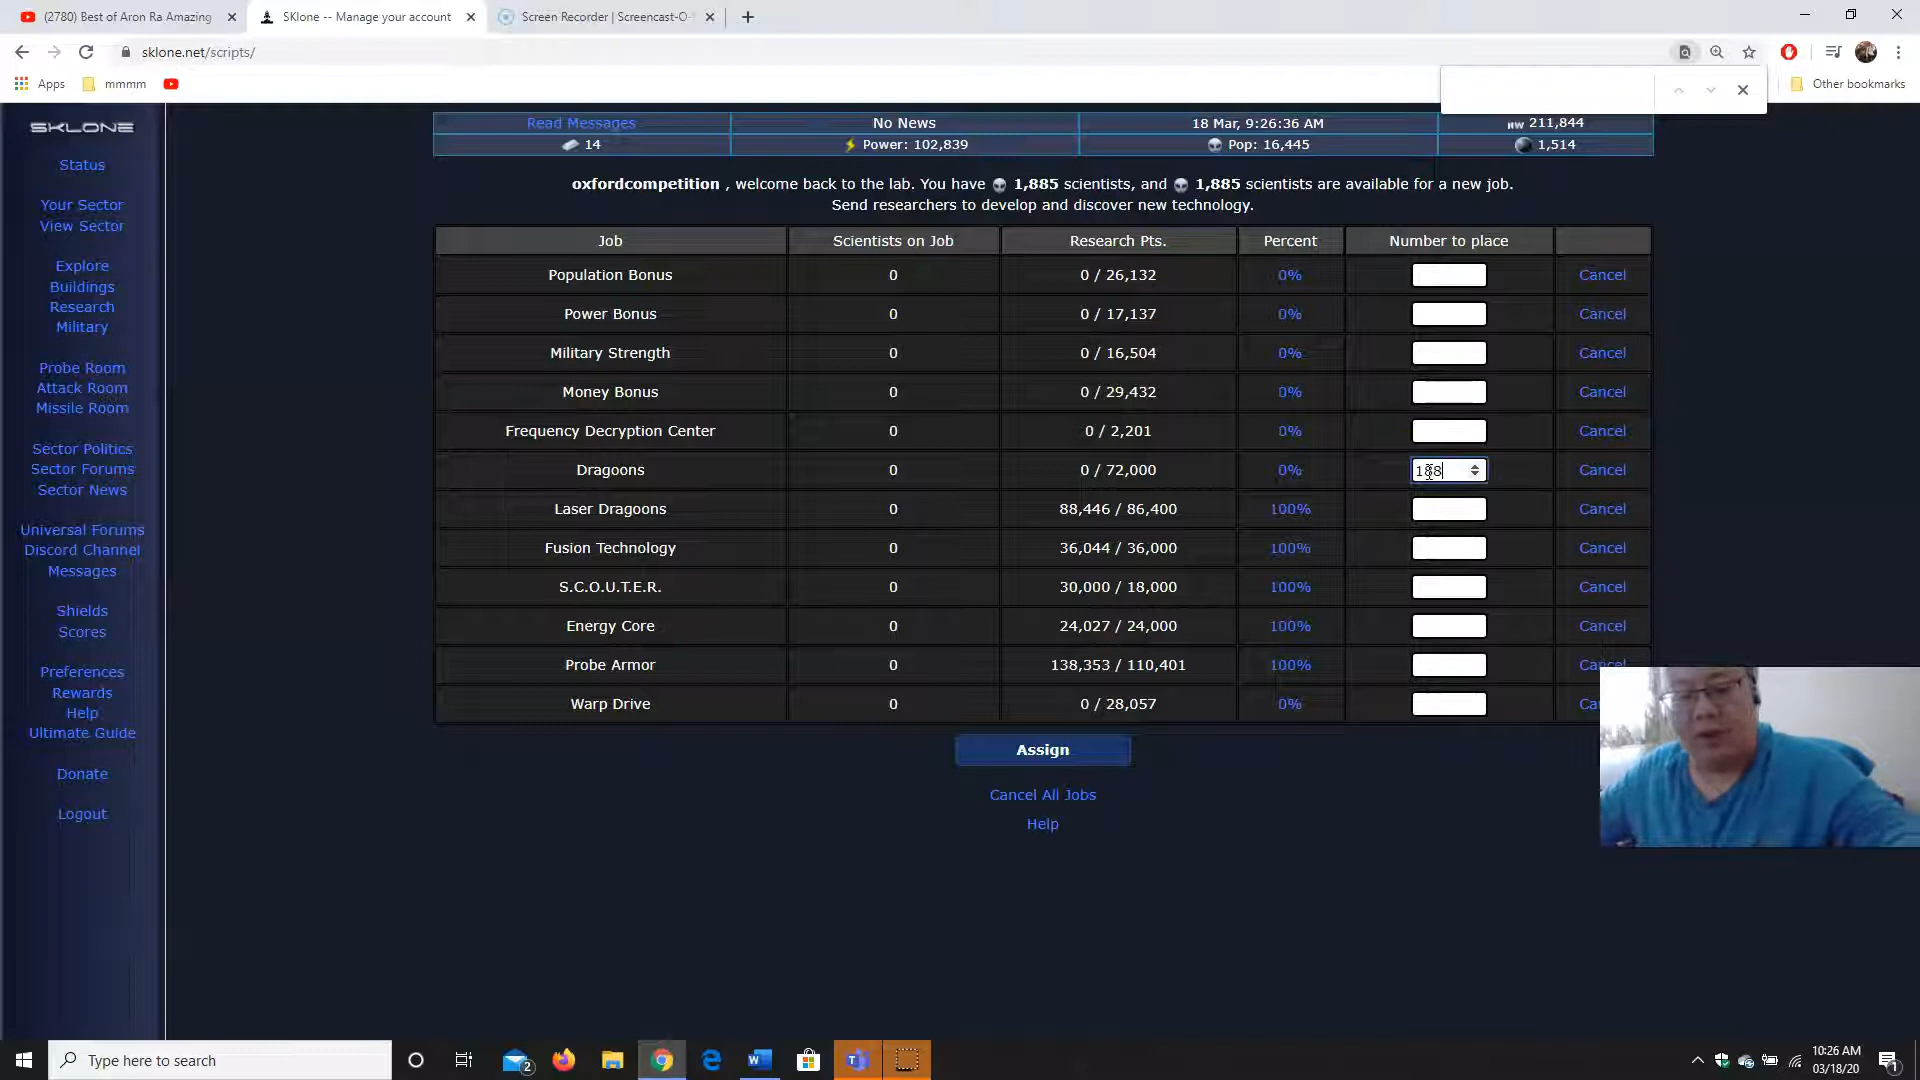 (2780) Best of Aron Ra Amazing
SKlone -- Manage your account
Screen Recorder | Screencast-O-
sklone.net/scripts/
Apps
mmmm
Other bookmarks
SKLONE
Status
Your Sector
View Sector
Explore
Buildings
Research
Military
Probe Room
Attack Room
Missile Room
Sector Politics
Sector Forums
Sector News
Universal Forums
Discord Channel
Messages
Shields
Scores
Preferences
Rewards
Help
Ultimate Guide
Donate
Logout
Read Messages No News 18 Mar, 9:26:36 AM NW 211,844
14 Power: 102,839 Pop: 16,445 1,514
oxfordcompetition , welcome back to the lab. You have 1,885 scientists, and 1,885 scientists are available for a new job.
Send researchers to develop and discover new technology.
Job Scientists on Job Research Pts. Percent Number to place
Population Bonus 0 0 / 26,132 0% Cancel
Power Bonus 0 0 / 17,137 0% Cancel
Military Strength 0 0 / 16,504 0% Cancel
Money Bonus 0 0 / 29,432 0% Cancel
Frequency Decryption Center 0 0 / 2,201 0% Cancel
Dragoons 0 0 / 72,000 0% 188 Cancel
Laser Dragoons 0 88,446 / 86,400 100% Cancel
Fusion Technology 0 36,044 / 36,000 100% Cancel
S.C.O.U.T.E.R. 0 30,000 / 18,000 100% Cancel
Energy Core 0 24,027 / 24,000 100% Cancel
Probe Armor 0 138,353 / 110,401 100% Cancel
Warp Drive 0 0 / 28,057 0% Ca
Assign
Cancel All Jobs
Help
Type here to search
2
10:26 AM
03/18/20
1